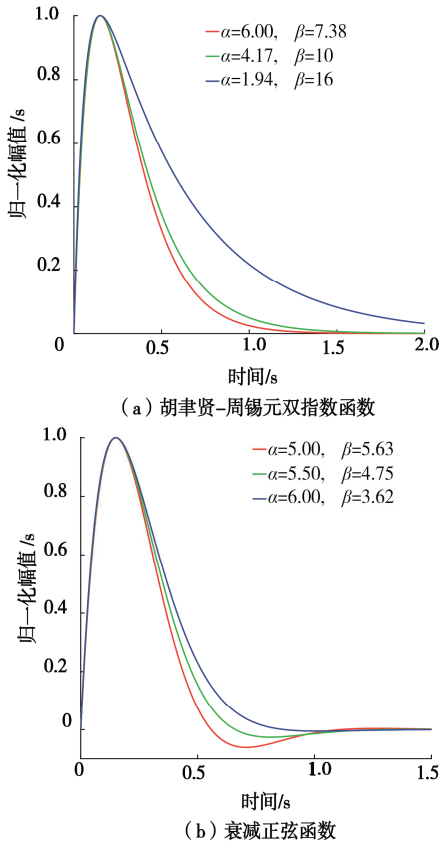 α=6.00, β=7.38
α=4.17, β=10
α=1.94, β=16
归一化幅值/s
1.0
0.8
0.6
0.4
0.2
0.5
1.0
1.5
2.0
时间/s
（a）胡聿贤-周锡元双指数函数
α=5.00, β=5.63
α=5.50, β=4.75
α=6.00, β=3.62
归一化幅值/s
1.0
0.8
0.6
0.4
0.2
0
0
0.5
1.0
1.5
时间/s
（b）衰减正弦函数